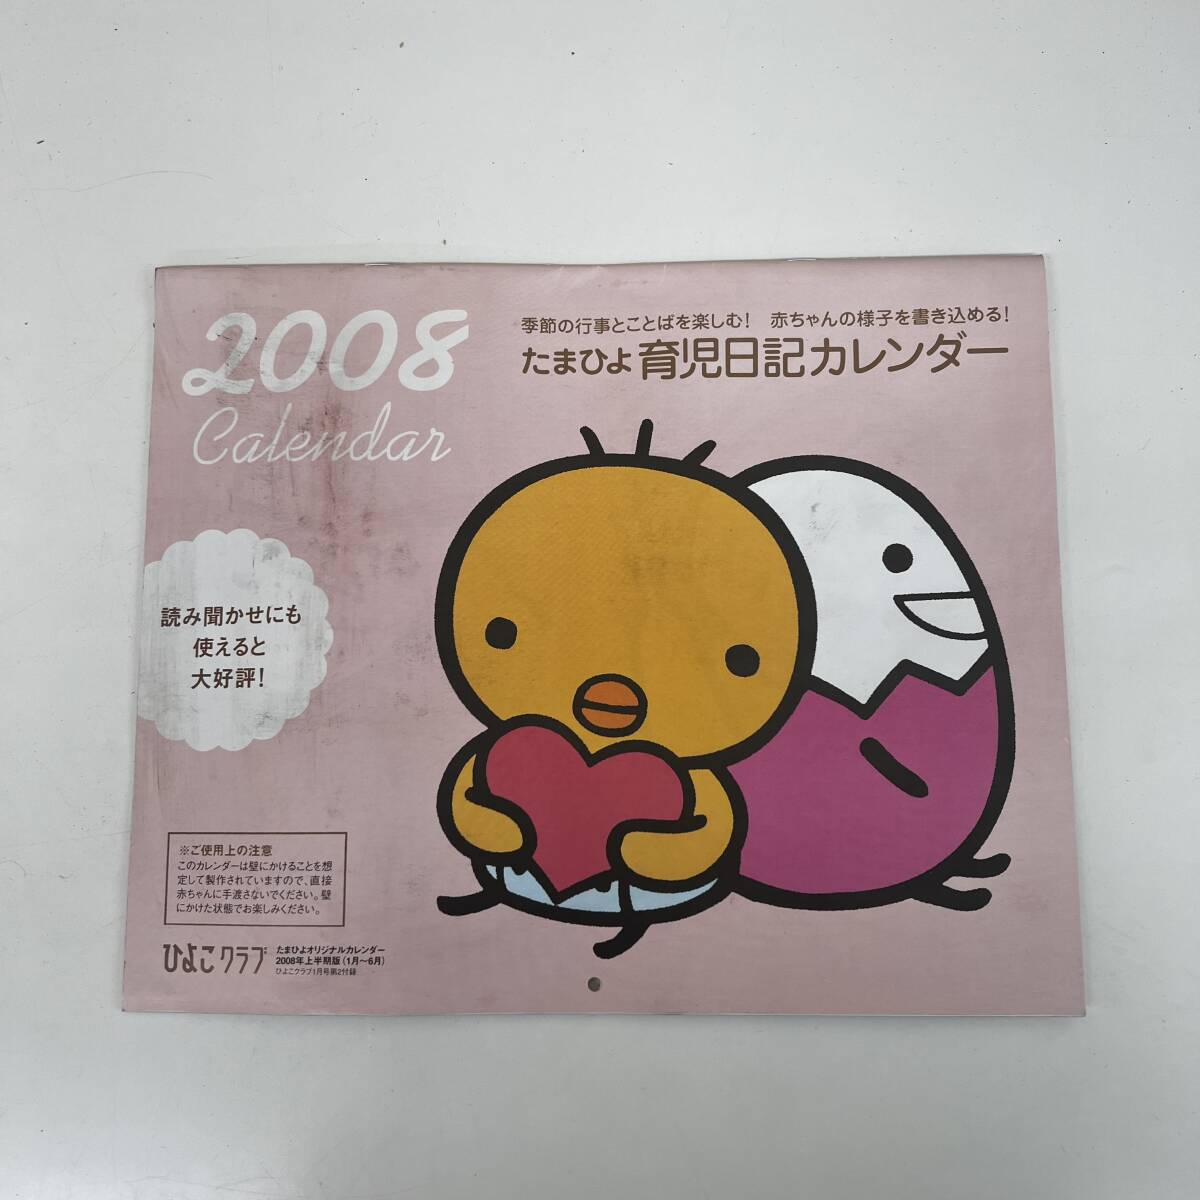 2008
Calendar
季節の行事とことばを楽しむ! 赤ちゃんの様子を書き込める!
たまひよ 育児日記カレンダー
読み聞かせにも
使えると
大好評!
※ご使用上の注意
このカレンダーは壁にかけることを想
定して製作されていますので、直接
赤ちゃんに手渡さないでください。壁
にかけた状態でお楽しみください。
ひよこクラブ
たまひよオリジナルカレンダー
2008年上半期版(1月〜6月)
ひよこクラブ1月号第2付録